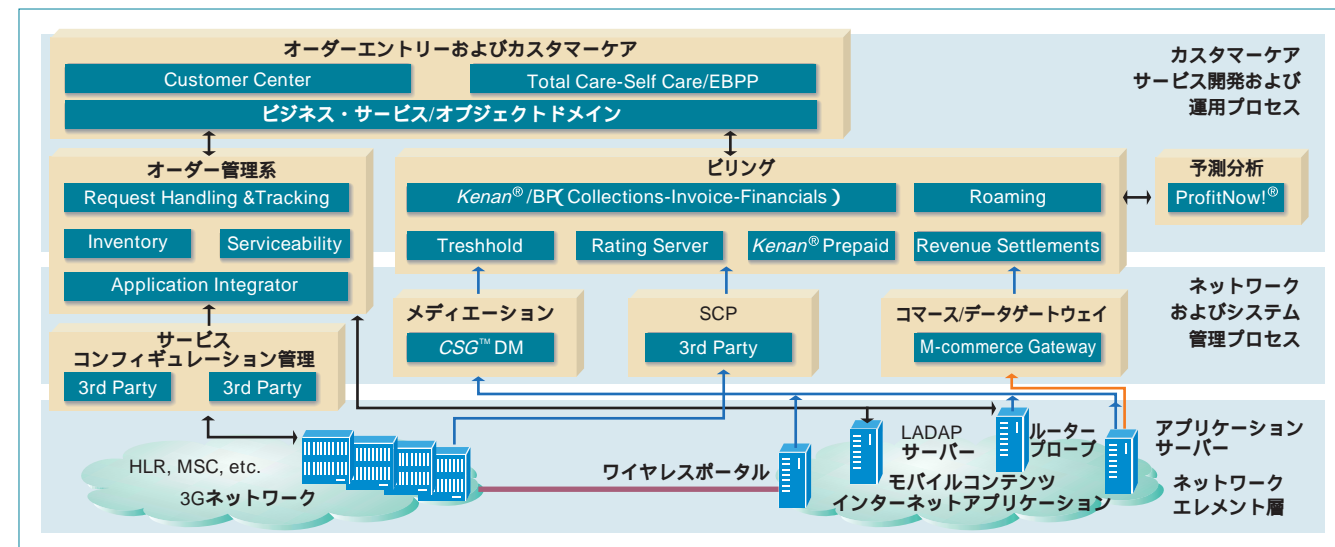 オーダーエントリーおよびカスタマーケア
Customer Center
Total Care-Self Care/EBPP
ビジネス・サービス/オブジェクトドメイン
カスタマーケア
サービス開発および
運用プロセス
オーダー管理系
Request Handling &Tracking
Inventory
Serviceability
Application Integrator
ビリング
Kenan®/BP(Collections-Invoice-Financials)
Roaming
Treshhold
Rating Server
Kenan® Prepaid
Revenue Settlements
予測分析
ProfitNow!®
サービス
コンフィギュレーション管理
3rd Party
3rd Party
メディエーション
CSG™ DM
SCP
3rd Party
コマース/データゲートウェイ
M-commerce Gateway
ネットワーク
およびシステム
管理プロセス
HLR, MSC, etc.
3Gネットワーク
ワイヤレスポータル
LADAP
サーバー
ルーター
プローブ
モバイルコンテンツ
インターネットアプリケーション
アプリケーション
サーバー
ネットワーク
エレメント層